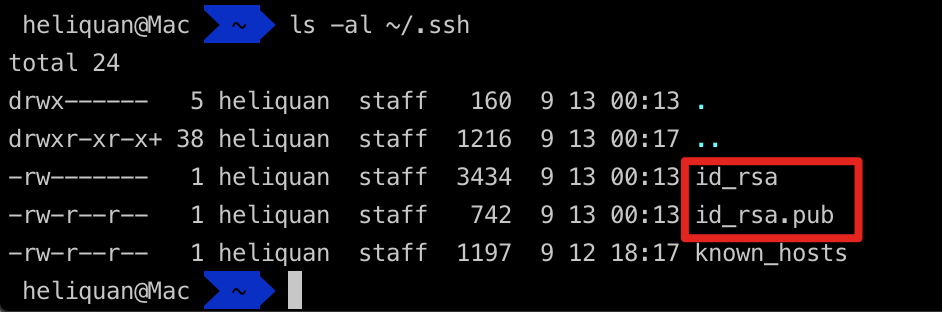 heliquan@Mac ~ ls -al ~/.ssh
total 24
drwx------   5 heliquan  staff   160  9 13 00:13 .
drwxr-xr-x+ 38 heliquan  staff  1216  9 13 00:17 ..
-rw-------   1 heliquan  staff  3434  9 13 00:13 id_rsa
-rw-r--r--   1 heliquan  staff   742  9 13 00:13 id_rsa.pub
-rw-r--r--   1 heliquan  staff  1197  9 12 18:17 known_hosts
heliquan@Mac ~